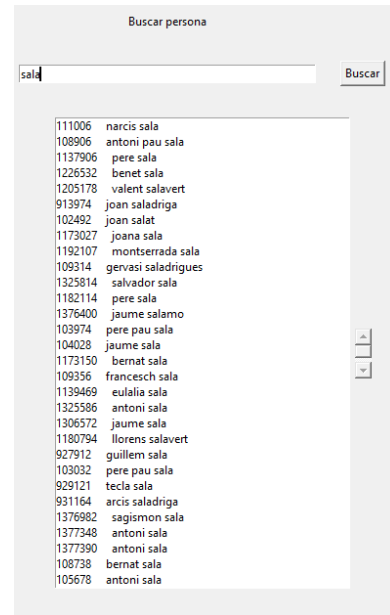 Buscar persona
sala Buscar
111006 narcis sala
108906 antoni pau sala
1137906 pere sala
1226532 benet sala
1205178 valent salavert
913974 joan saladriga
102492 joan salat
1173027 joana sala
1192107 montserrada sala
109314 gervasi saladrigues
1325814 salvador sala
1182114 pere sala
1376400 jaume salamo
103974 pere pau sala
104028 jaume sala
1173150 bernat sala
109356 francesch sala
1139469 eulalia sala
1325586 antoni sala
1306572 jaume sala
1180794 llorens salavert
927912 guillem sala
103032 pere pau sala
929121 tecla sala
931164 arcis saladriga
1376982 sagismon sala
1377348 antoni sala
1377390 antoni sala
108738 bernat sala
105678 antoni sala